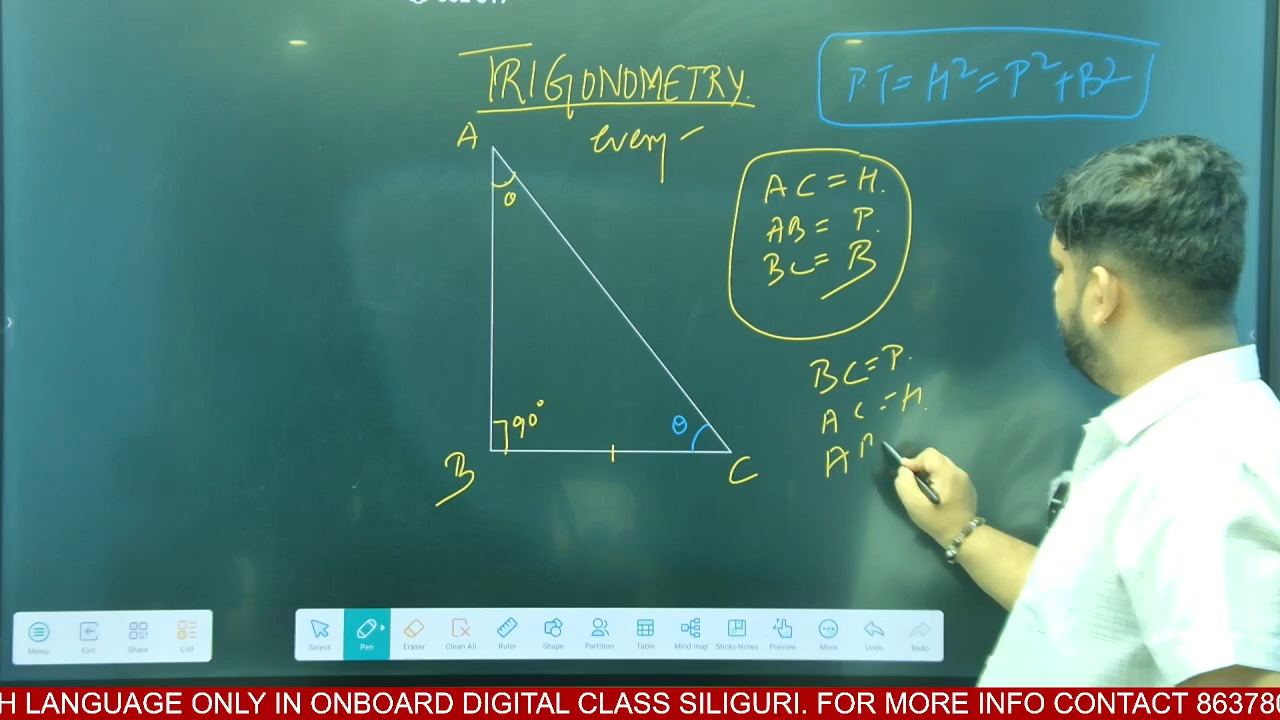 TRIGONOMETRY.
P.T = H² = P² + B²
every
A
θ
AC = H.
AB = P.
BC = B
BC = P.
AC = H.
A
90°
θ
B
C
Menu
Exit
Share
List
Select
Pen
Eraser
Clean All
Ruler
Shape
Partition
Table
Mind map
Sticky-Notes
Preview
More
Undo
Redo
H LANGUAGE ONLY IN ONBOARD DIGITAL CLASS SILIGURI. FOR MORE INFO CONTACT 86378